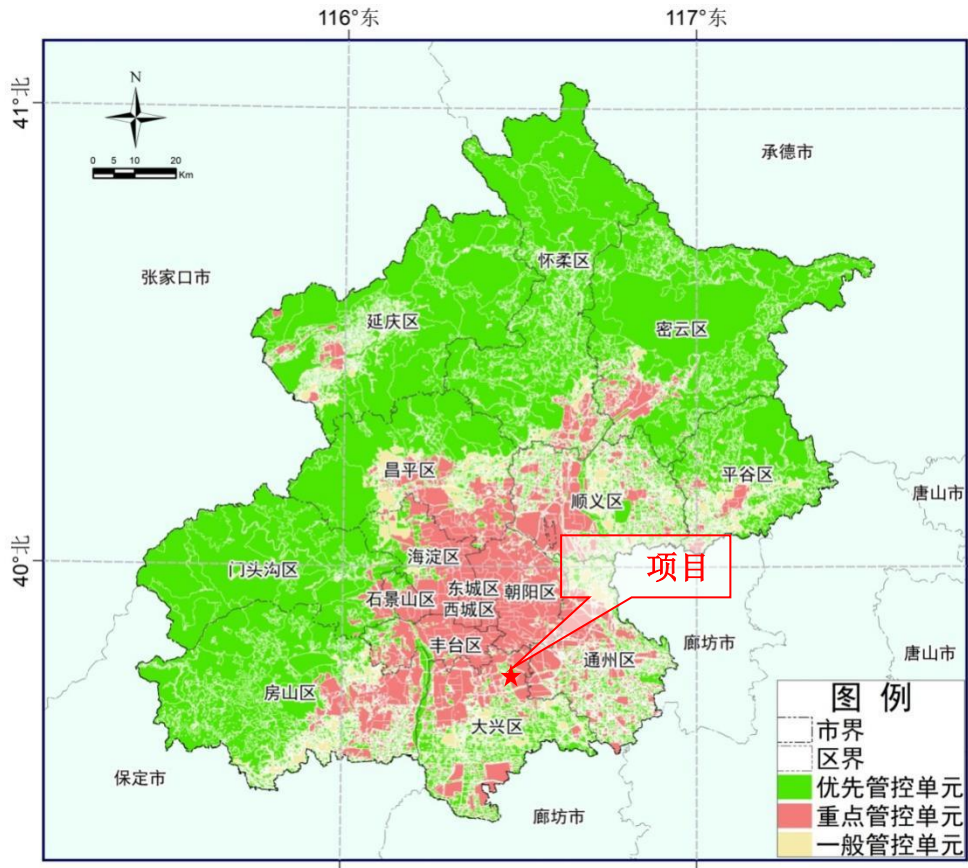 116°东
117°东
41°北
N
0 5 10 20
Km
承德市
怀柔区
张家口市
延庆区
密云区
昌平区
平谷区
顺义区
唐山市
海淀区
项目
门头沟区
东城区
朝阳区
石景山区
西城区
40°北
丰台区
通州区
廊坊市
唐山市
房山区
大兴区
保定市
廊坊市
图 例
市界
区界
优先管控单元
重点管控单元
一般管控单元
116°东
117°东